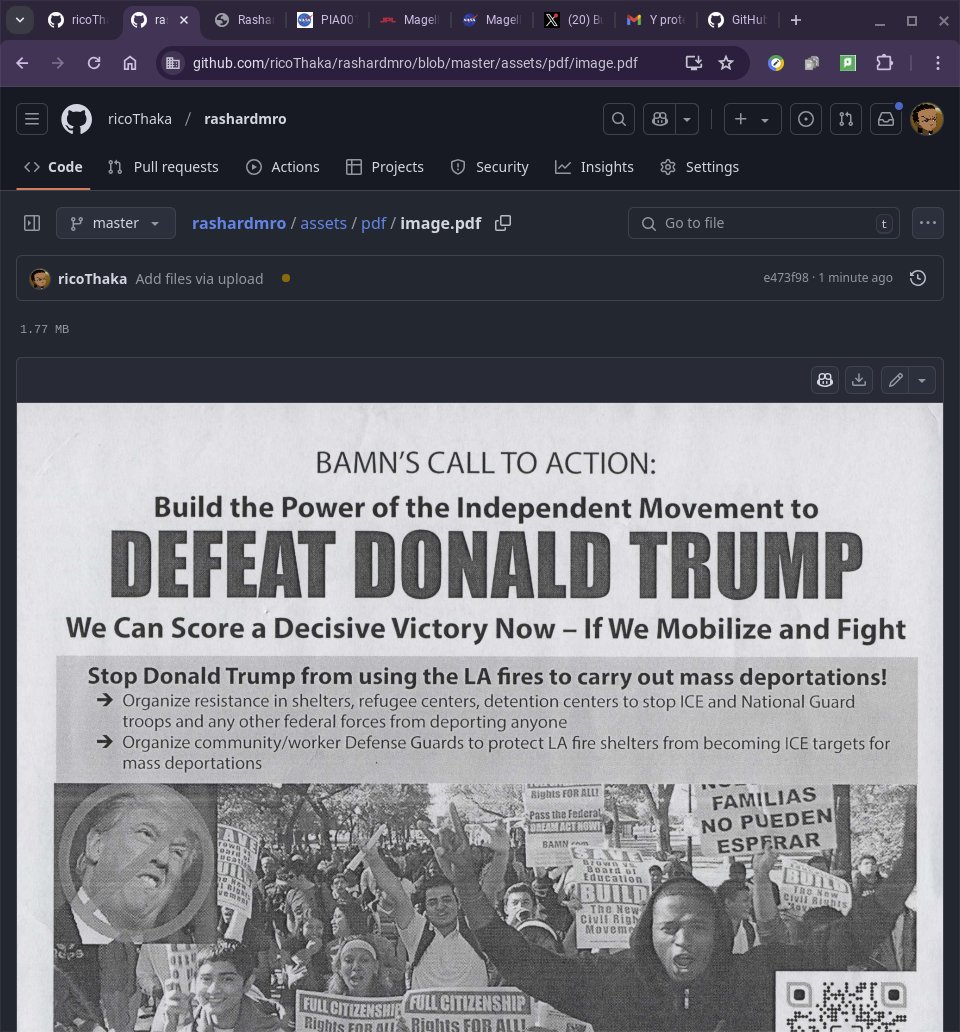 ricoTha
ra
Rashar
PIA00
Magell
Magell
(20) B
Y prote
GitHub
github.com/ricoThaka/rashardmro/blob/master/assets/pdf/image.pdf
ricoThaka / rashardmro
Code Pull requests Actions Projects Security Insights Settings
master rashardmro / assets / pdf / image.pdf Go to file t
ricoThaka Add files via upload e473f98 · 1 minute ago
1.77 MB
BAMN'S CALL TO ACTION:
Build the Power of the Independent Movement to
DEFEAT DONALD TRUMP
We Can Score a Decisive Victory Now – If We Mobilize and Fight
Stop Donald Trump from using the LA fires to carry out mass deportations!
➔ Organize resistance in shelters, refugee centers, detention centers to stop ICE and National Guard
troops and any other federal forces from deporting anyone
➔ Organize community/worker Defense Guards to protect LA fire shelters from becoming ICE targets for
mass deportations
Rights FOR ALL!
Pass the Federal
DREAM ACT NOW!
BAMN.com
FAMILIAS
NO PUEDEN
ESPERAR
Brown vs.
Board of
Education
BUILD
The New
Civil Righ
Moveme
BUILD
The New
Civil Rights
Movement
FULL CITIZENSHIP
Rights FOR ALL
FULL CITIZENSHIP
Rights FOR ALL!